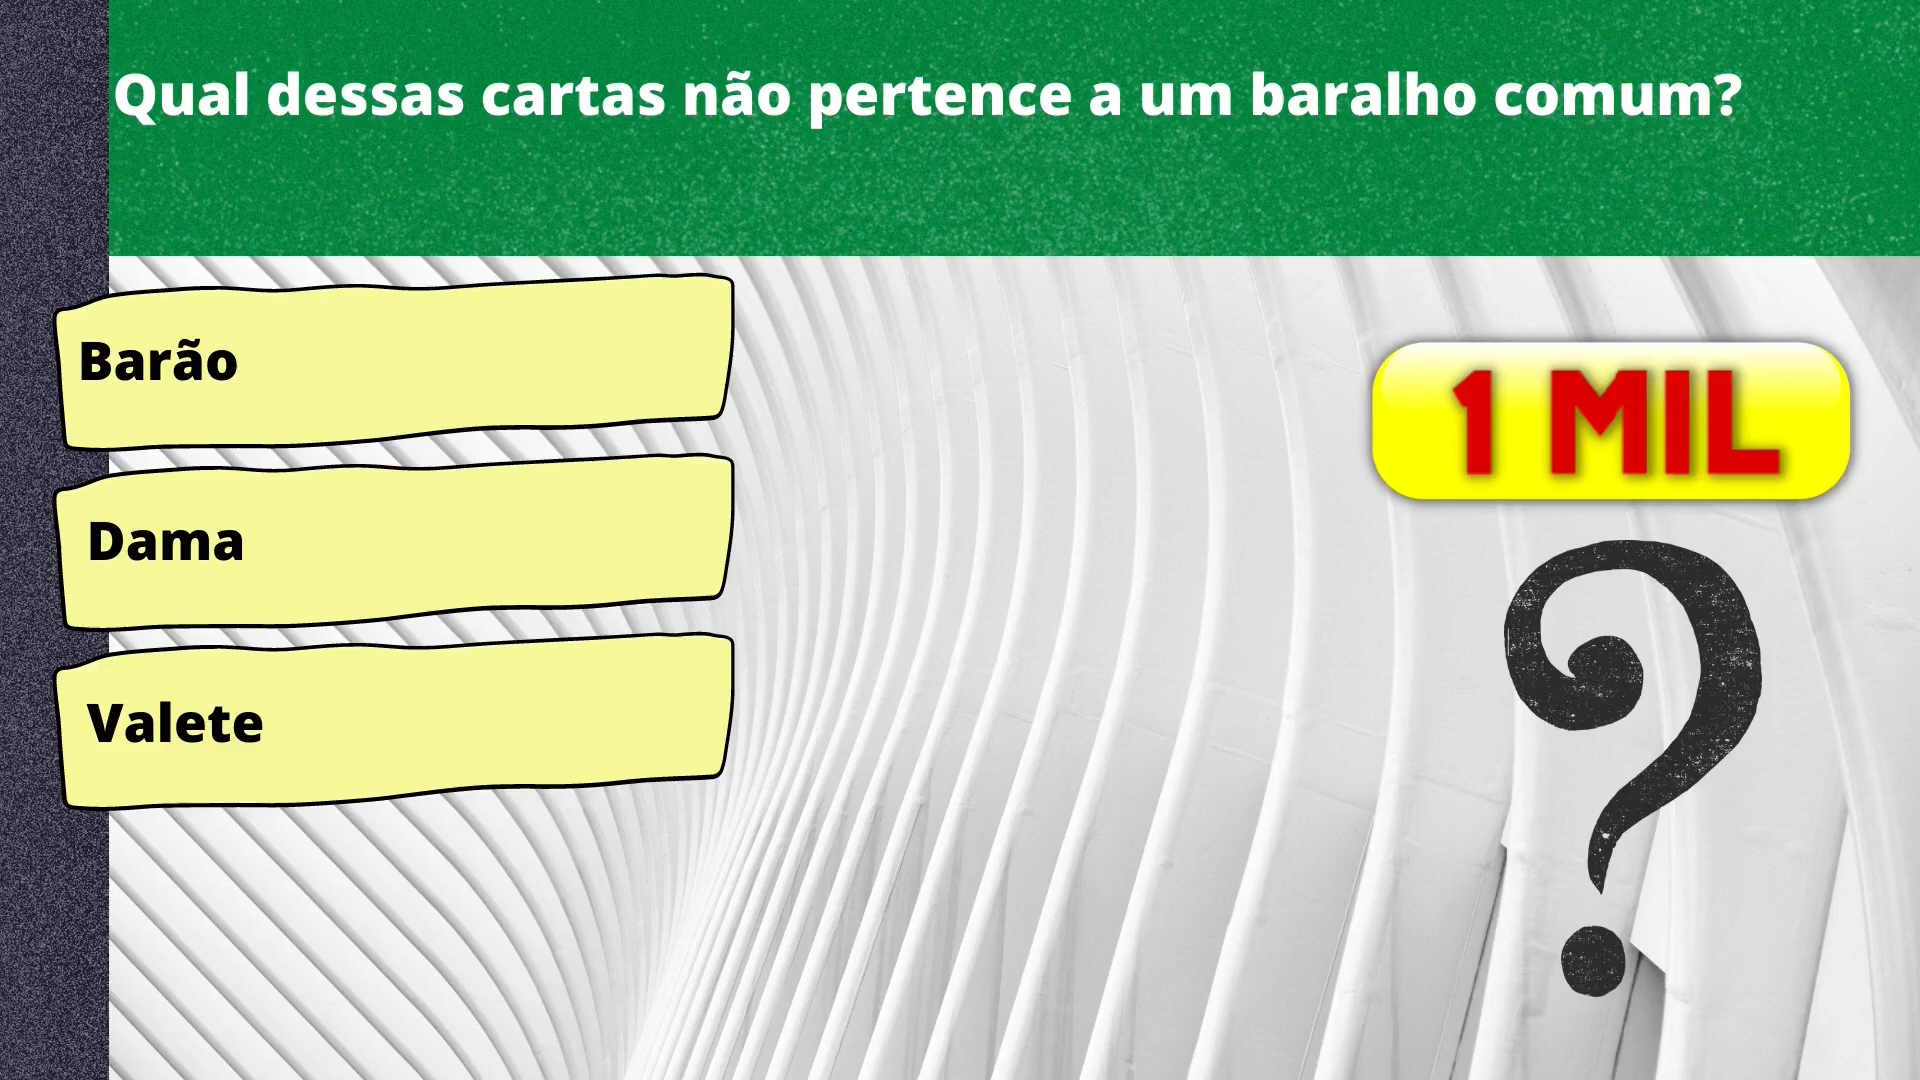 Qual dessas cartas não pertence a um baralho comum?
Barão
Dama
Valete
1 MIL
?